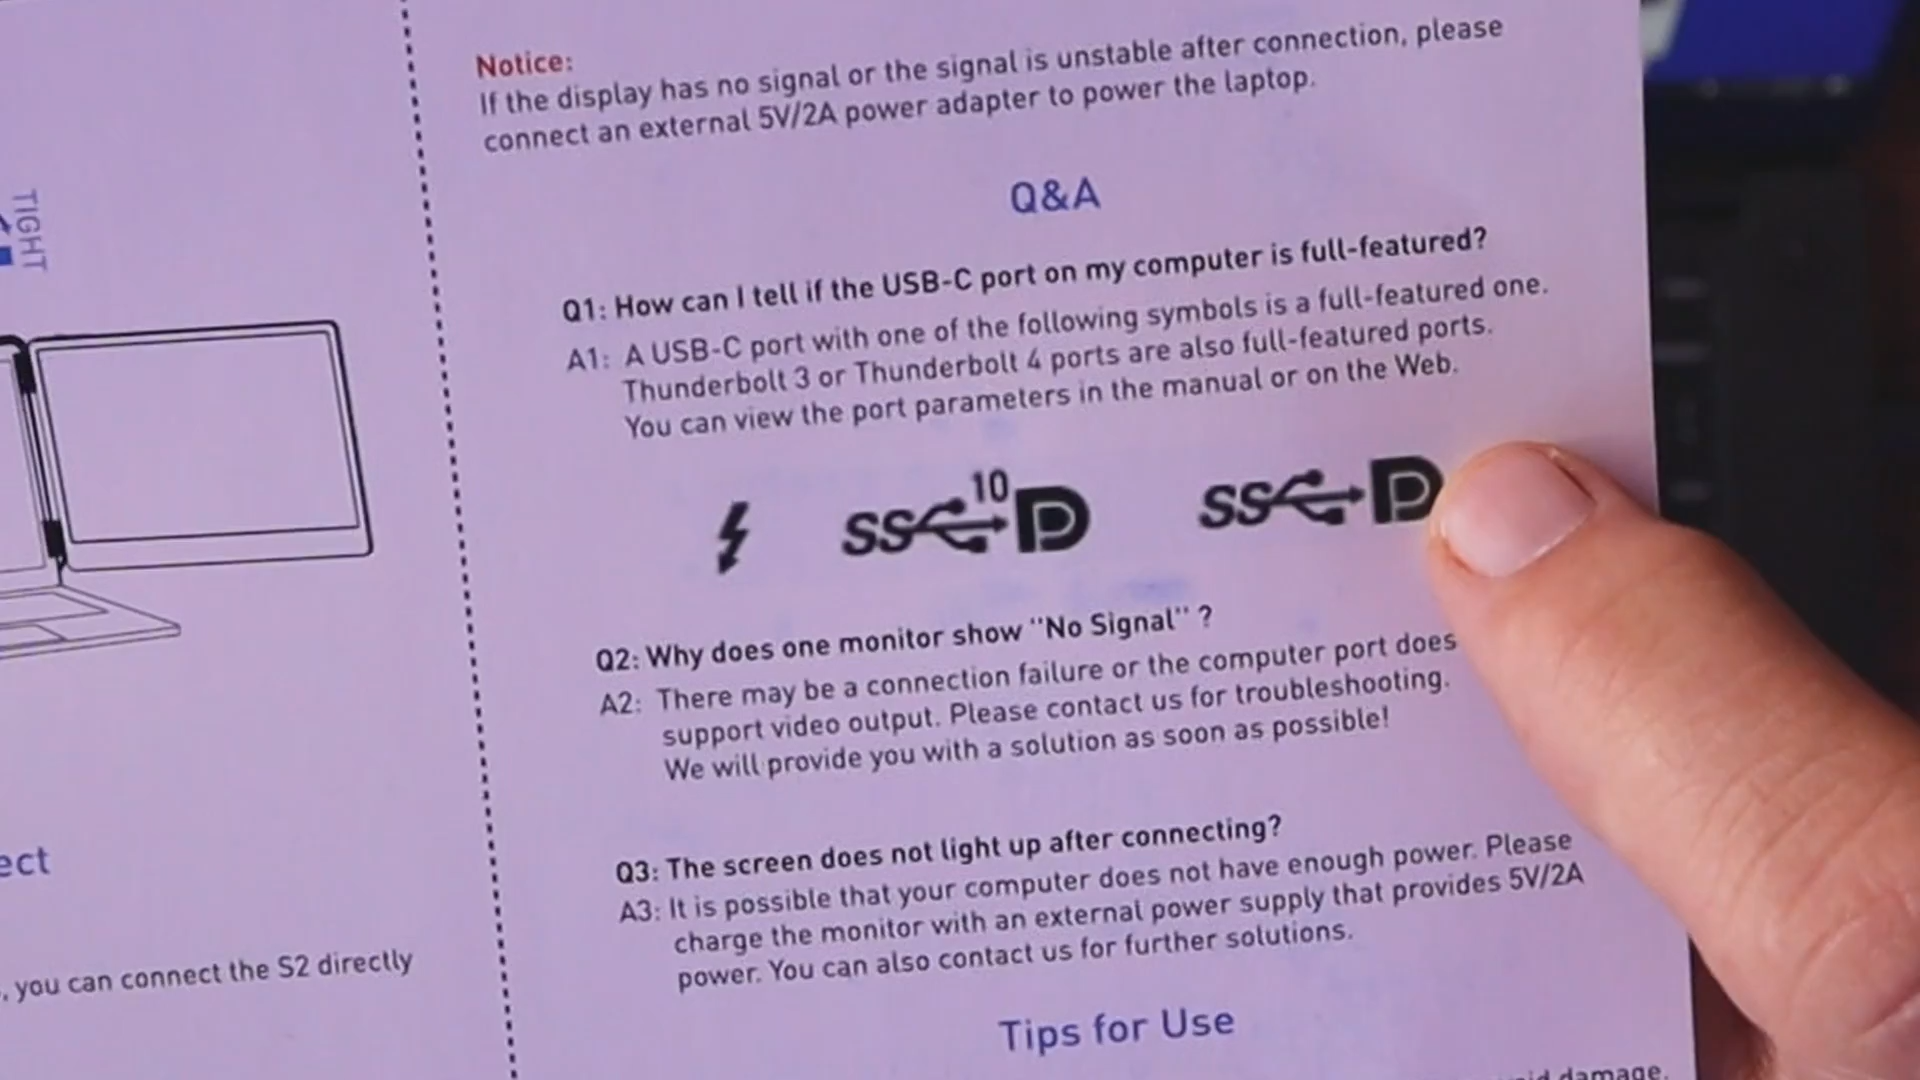 TIGHT
ect
, you can connect the S2 directly
Notice:
If the display has no signal or the signal is unstable after connection, please
connect an external 5V/2A power adapter to power the laptop.
Q&A
Q1: How can I tell if the USB-C port on my computer is full-featured?
A1: A USB-C port with one of the following symbols is a full-featured one.
Thunderbolt 3 or Thunderbolt 4 ports are also full-featured ports.
You can view the port parameters in the manual or on the Web.
SS 10 D SS D
Q2: Why does one monitor show "No Signal" ?
A2: There may be a connection failure or the computer port does
support video output. Please contact us for troubleshooting.
We will provide you with a solution as soon as possible!
Q3: The screen does not light up after connecting?
A3: It is possible that your computer does not have enough power. Please
charge the monitor with an external power supply that provides 5V/2A
power. You can also contact us for further solutions.
Tips for Use
damage.